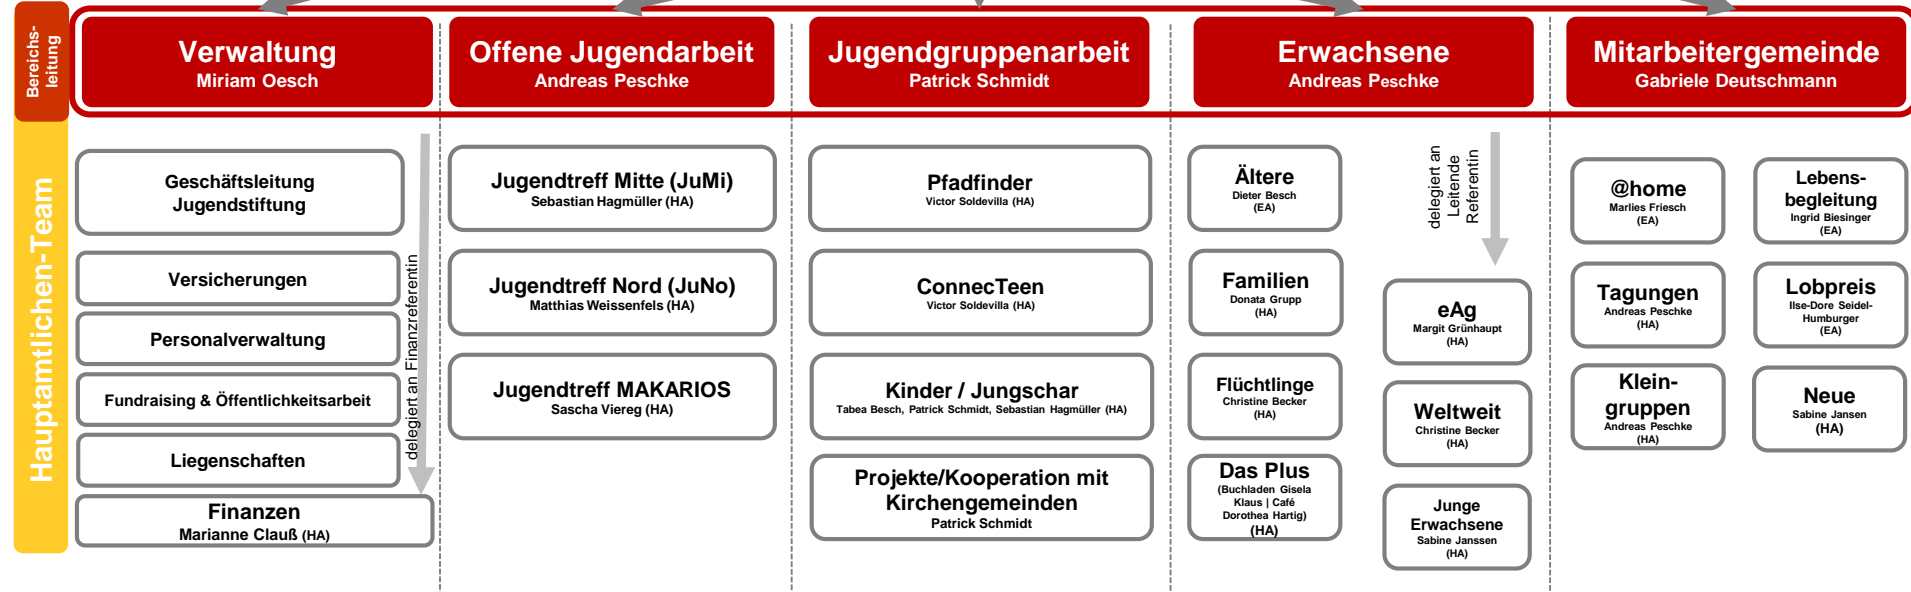 Bereichs-
leitung
Verwaltung
Miriam Oesch
Offene Jugendarbeit
Andreas Peschke
Jugendgruppenarbeit
Patrick Schmidt
Erwachsene
Andreas Peschke
Mitarbeitergemeinde
Gabriele Deutschmann
Hauptamtlichen-Team
Geschäftsleitung
Jugendstiftung
Versicherungen
Personalverwaltung
Fundraising & Öffentlichkeitsarbeit
Liegenschaften
Finanzen
Marianne Clauß (HA)
delegiert an Finanzreferentin
Jugendtreff Mitte (JuMi)
Sebastian Hagmüller (HA)
Jugendtreff Nord (JuNo)
Matthias Weissenfels (HA)
Jugendtreff MAKARIOS
Sascha Viereg (HA)
Pfadfinder
Victor Soldevilla (HA)
ConnecTeen
Victor Soldevilla (HA)
Kinder / Jungschar
Tabea Besch, Patrick Schmidt, Sebastian Hagmüller (HA)
Projekte/Kooperation mit
Kirchengemeinden
Patrick Schmidt
Ältere
Dieter Besch
(EA)
Familien
Donata Grupp
(HA)
Flüchtlinge
Christine Becker
(HA)
Das Plus
(Buchladen Gisela
Klaus | Café
Dorothea Hartig)
(HA)
delegiert an
Leitende
Referentin
eAg
Margit Grünhaupt
(HA)
Weltweit
Christine Becker
(HA)
Junge
Erwachsene
Sabine Janssen
(HA)
@home
Marlies Friesch
(EA)
Tagungen
Andreas Peschke
(HA)
Klein-
gruppen
Andreas Peschke
(HA)
Lebens-
begleitung
Ingrid Biesinger
(EA)
Lobpreis
Ilse-Dore Seidel-
Humburger
(EA)
Neue
Sabine Jansen
(HA)